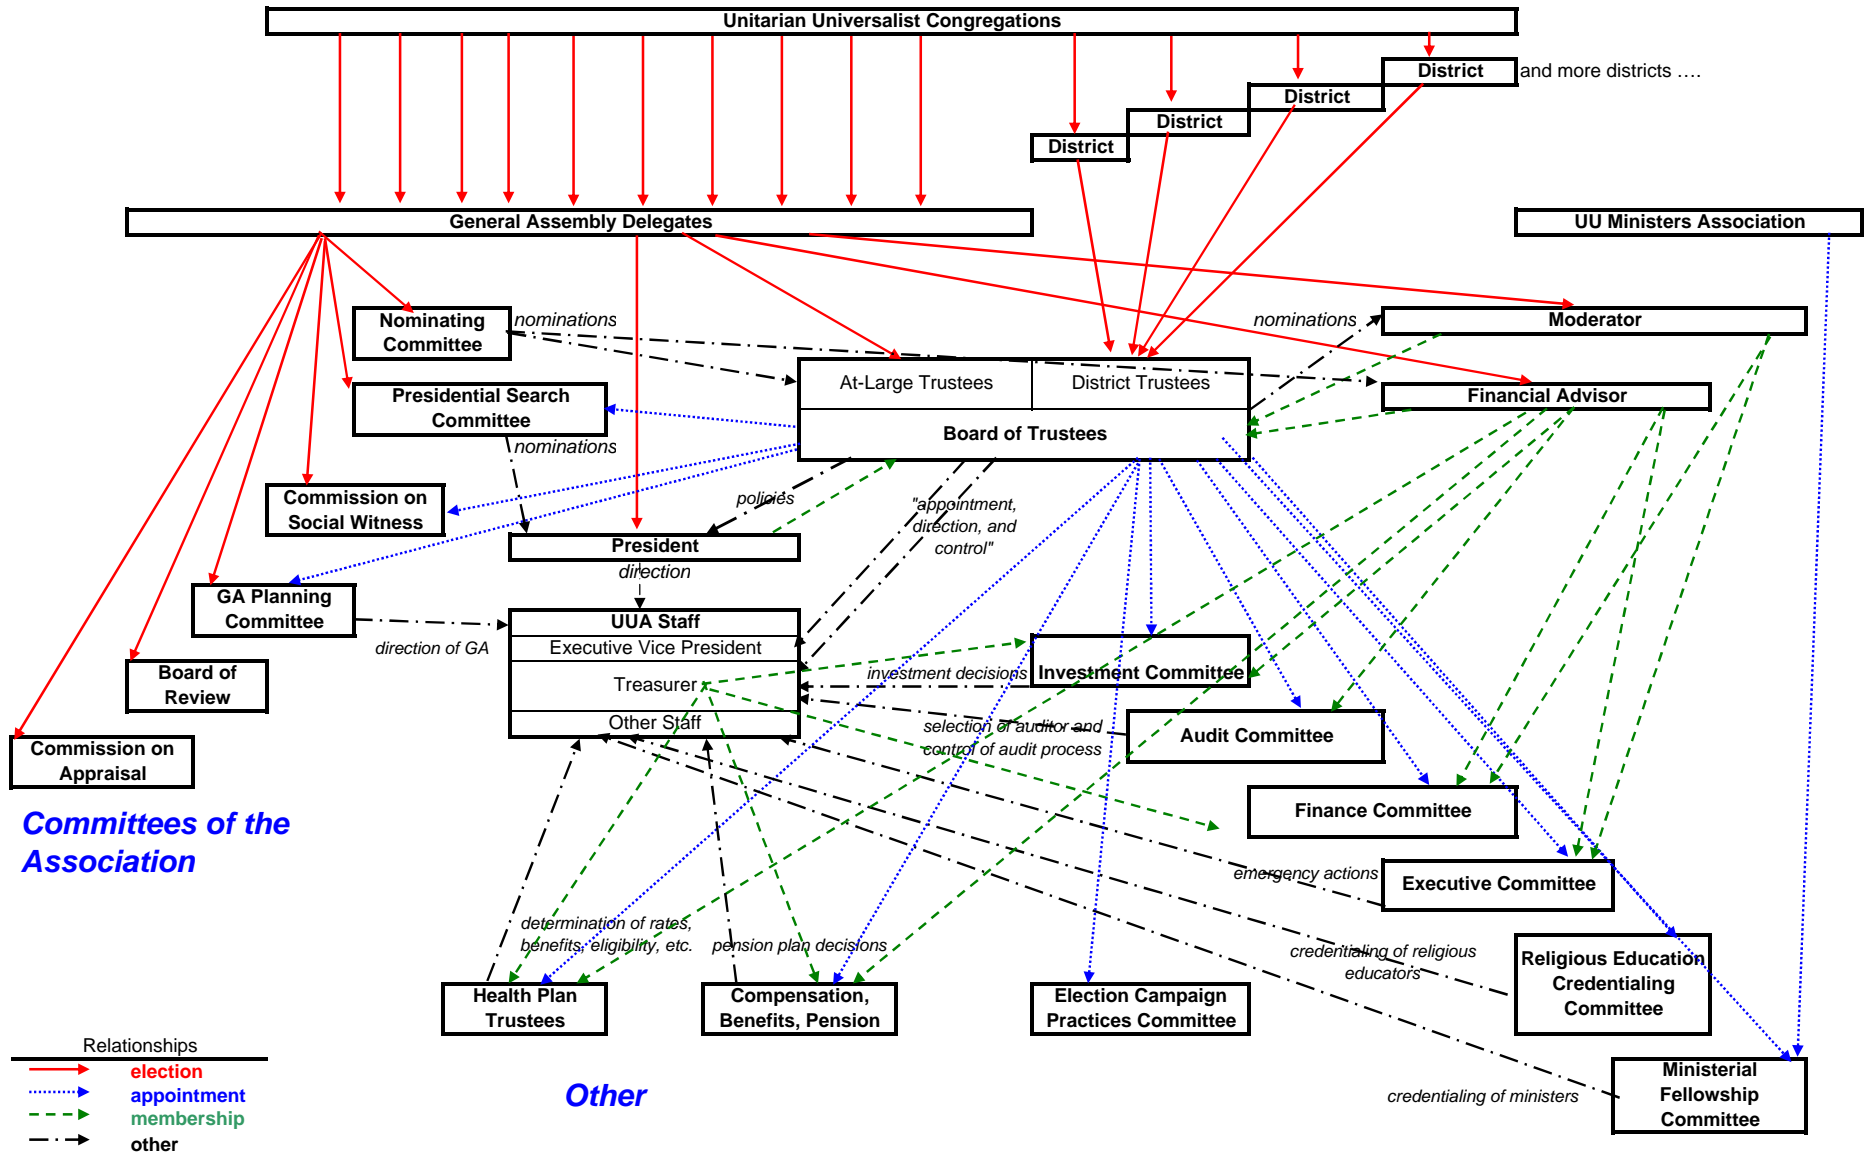 Unitarian Universalist Congregations
District
and more districts ....
District
District
District
General Assembly Delegates
UU Ministers Association
Nominating
Committee
nominations
nominations
Moderator
At-Large Trustees
District Trustees
Board of Trustees
Presidential Search
Committee
nominations
Financial Advisor
Commission on
Social Witness
policies
"appointment,
direction, and
control"
President
direction
GA Planning
Committee
direction of GA
UUA Staff
Executive Vice President
Treasurer
Other Staff
Board of
Review
investment decisions
Investment Committee
selection of auditor and
control of audit process
Audit Committee
Commission on
Appraisal
Finance Committee
Committees of the
Association
emergency actions
Executive Committee
determination of rates,
benefits, eligibility, etc.
pension plan decisions
credentialing of religious
educators
Religious Education
Credentialing
Committee
Health Plan
Trustees
Compensation,
Benefits, Pension
Election Campaign
Practices Committee
Relationships
election
appointment
membership
other
Other
credentialing of ministers
Ministerial
Fellowship
Committee